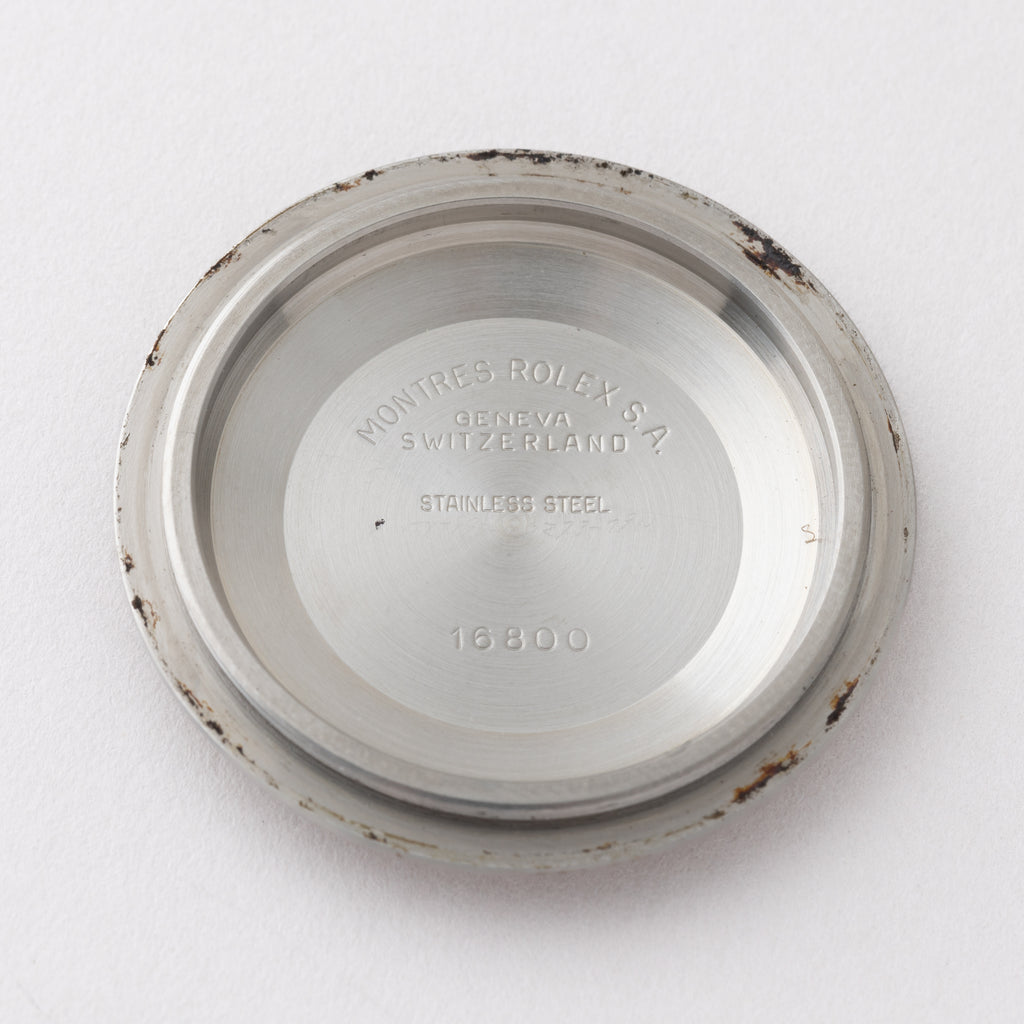 MONTRES ROLEX S.A.
GENEVA
SWITZERLAND
STAINLESS STEEL
16800